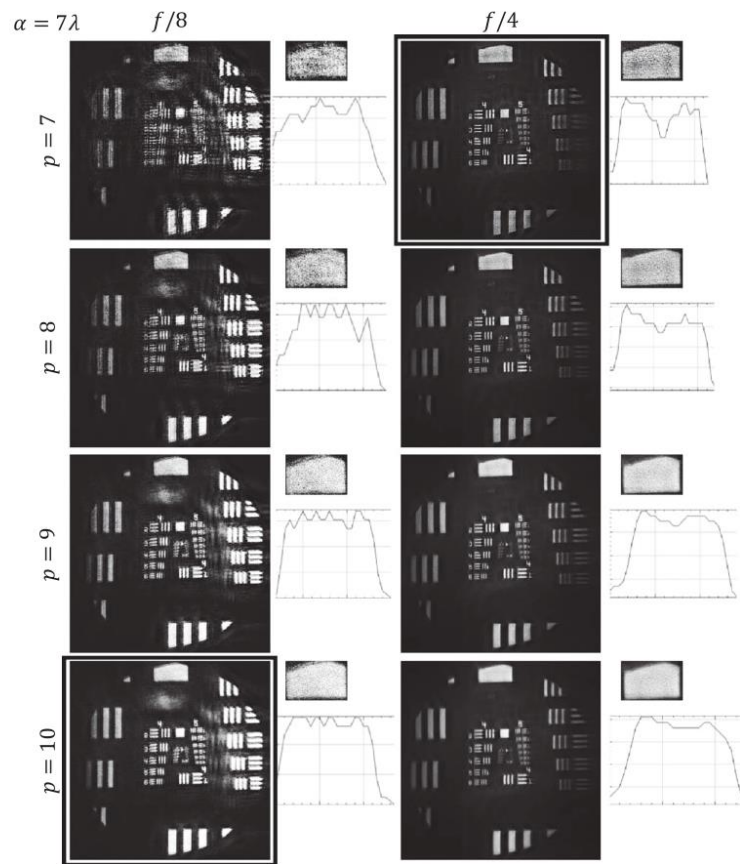 α = 7λ f/8 f/4
p = 7
p = 8
p = 9
p = 10